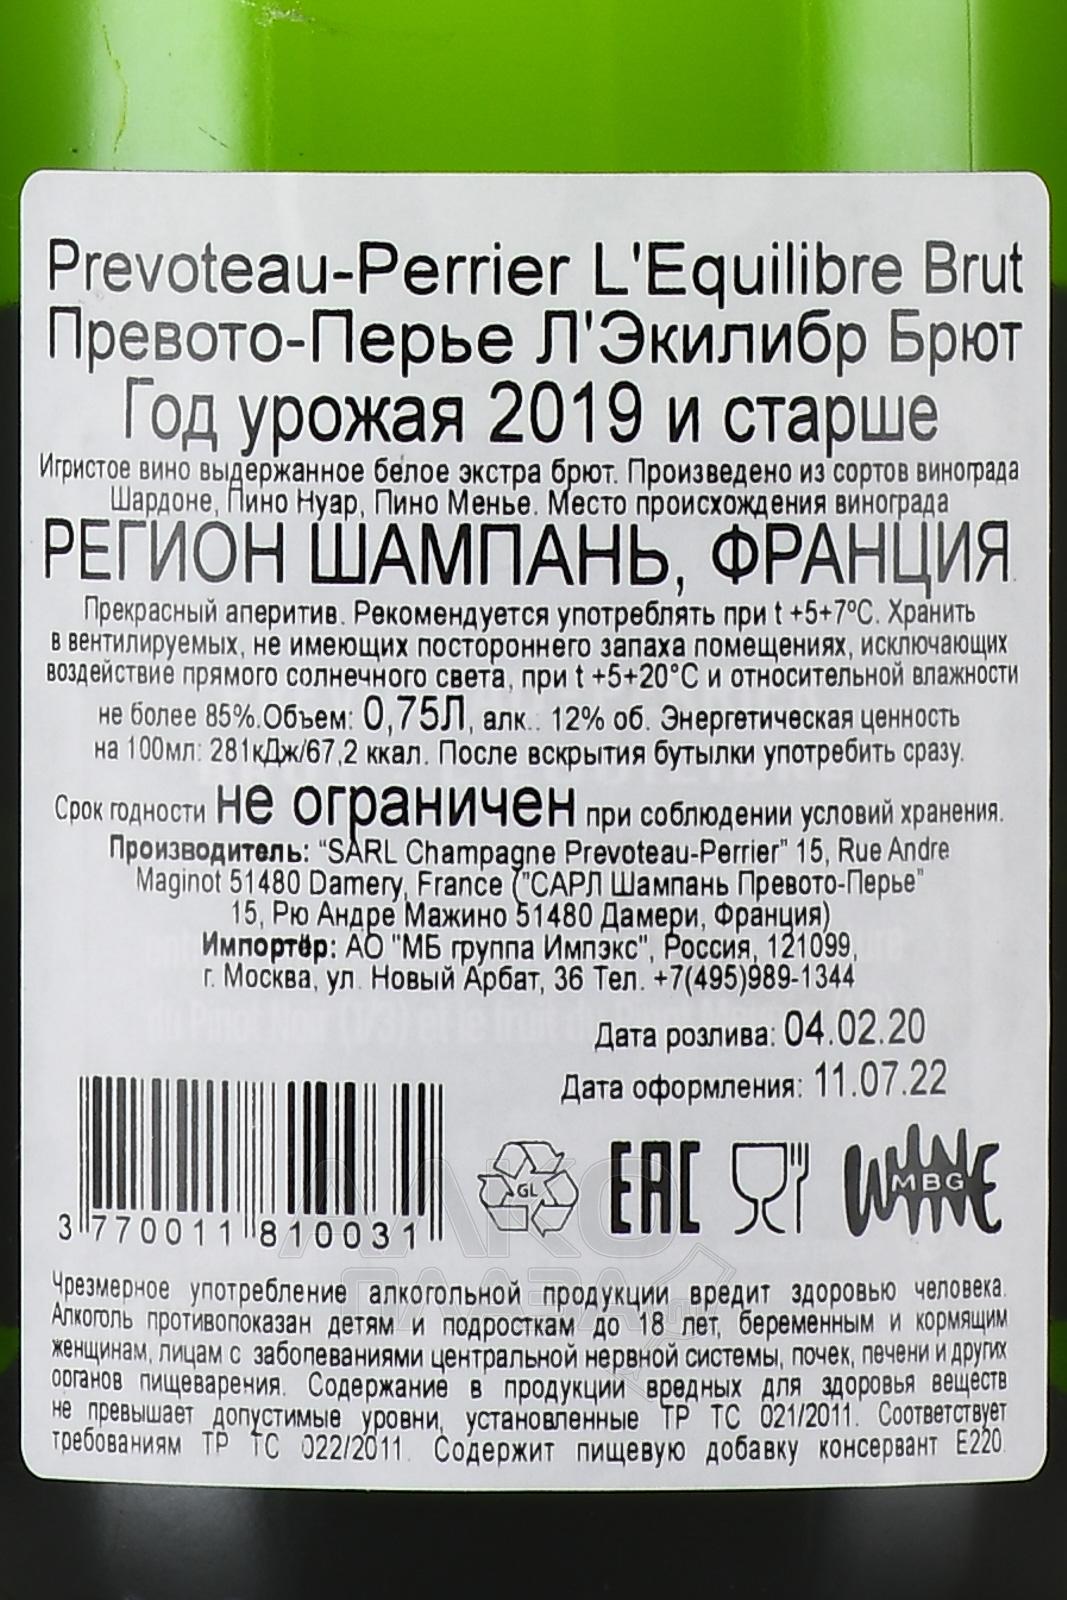 Prevoteau-Perrier L'Equilibre Brut
Превото-Перье Л'Экилибр Брют
Год урожая 2019 и старше
Игристое вино выдержанное белое экстра брют. Произведено из сортов винограда
Шардоне, Пино Нуар, Пино Менье. Место происхождения винограда
РЕГИОН ШАМПАНЬ, ФРАНЦИЯ.
Прекрасный аперитив. Рекомендуется употреблять при t +5+7°C. Хранить
в вентилируемых, не имеющих постороннего запаха помещениях, исключающих
воздействие прямого солнечного света, при t +5+20°C и относительной влажности
не более 85%.Объем: 0,75Л, алк.: 12% об. Энергетическая ценность
на 100мл: 281кДж/67,2 ккал. После вскрытия бутылки употребить сразу.
Срок годности не ограничен при соблюдении условий хранения.
Производитель: "SARL Champagne Prevoteau-Perrier" 15, Rue Andre
Maginot 51480 Damery, France ("САРЛ Шампань Превото-Перье"
15, Рю Андре Мажино 51480 Дамери, Франция)
Импортёр: АО "МБ группа Импэкс", Россия, 121099,
г. Москва, ул. Новый Арбат, 36 Тел. +7(495)989-1344
Дата розлива: 04.02.20
Дата оформления: 11.07.22
3 770011 810031
GL
EAC
WINE
MBG
Чрезмерное употребление алкогольной продукции вредит здоровью человека.
Алкоголь противопоказан детям и подросткам до 18 лет, беременным и кормящим
женщинам, лицам с заболеваниями центральной нервной системы, почек, печени и других
органов пищеварения. Содержание в продукции вредных для здоровья веществ
не превышает допустимые уровни, установленные ТР ТС 021/2011. Соответствует
требованиям ТР ТС 022/2011. Содержит пищевую добавку консервант Е220.